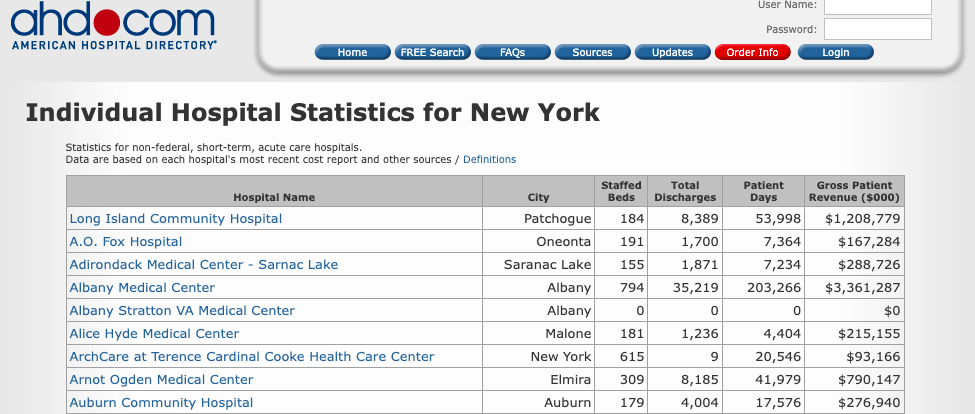 ahd.com
AMERICAN HOSPITAL DIRECTORY®
User Name:
Password:
Home FREE Search FAQs Sources Updates Order Info Login
Individual Hospital Statistics for New York
Statistics for non-federal, short-term, acute care hospitals.
Data are based on each hospital's most recent cost report and other sources / Definitions
Hospital Name City Staffed Beds Total Discharges Patient Days Gross Patient Revenue ($000)
Long Island Community Hospital Patchogue 184 8,389 53,998 $1,208,779
A.O. Fox Hospital Oneonta 191 1,700 7,364 $167,284
Adirondack Medical Center - Sarnac Lake Saranac Lake 155 1,871 7,234 $288,726
Albany Medical Center Albany 794 35,219 203,266 $3,361,287
Albany Stratton VA Medical Center Albany 0 0 0 $0
Alice Hyde Medical Center Malone 181 1,236 4,404 $215,155
ArchCare at Terence Cardinal Cooke Health Care Center New York 615 9 20,546 $93,166
Arnot Ogden Medical Center Elmira 309 8,185 41,979 $790,147
Auburn Community Hospital Auburn 179 4,004 17,576 $276,940